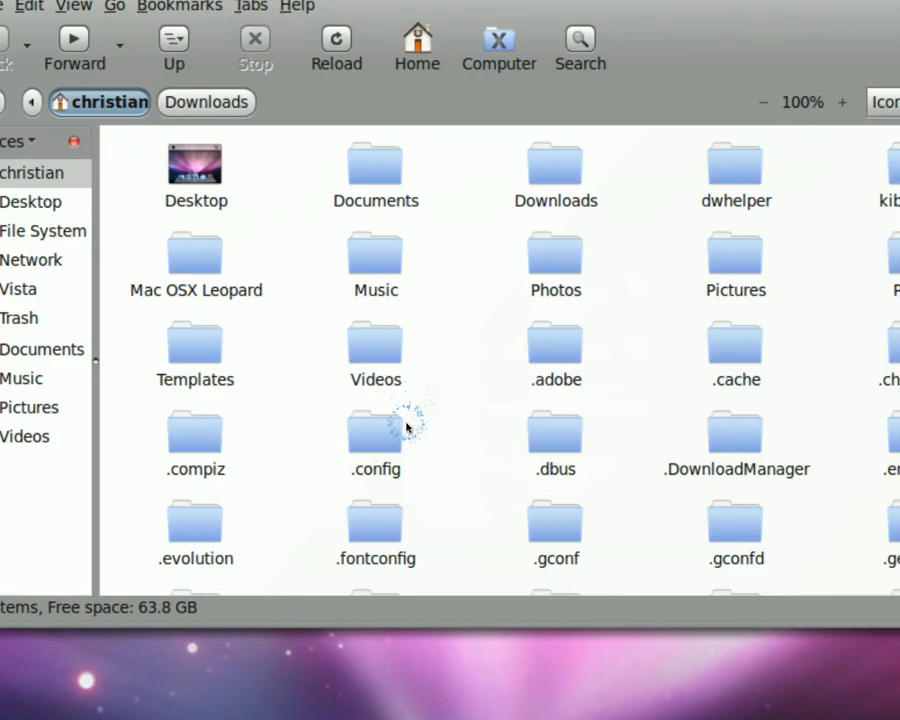 e Edit View Go Bookmarks Tabs Help
ck Forward Up Stop Reload Home Computer Search
christian Downloads 100% Icon
ces
christian
Desktop
File System
Network
Vista
Trash
Documents
Music
Pictures
Videos
Desktop Documents Downloads dwhelper kib
Mac OSX Leopard Music Photos Pictures P
Templates Videos .adobe .cache .ch
.compiz .config .dbus .DownloadManager .en
.evolution .fontconfig .gconf .gconfd .ge
tems, Free space: 63.8 GB